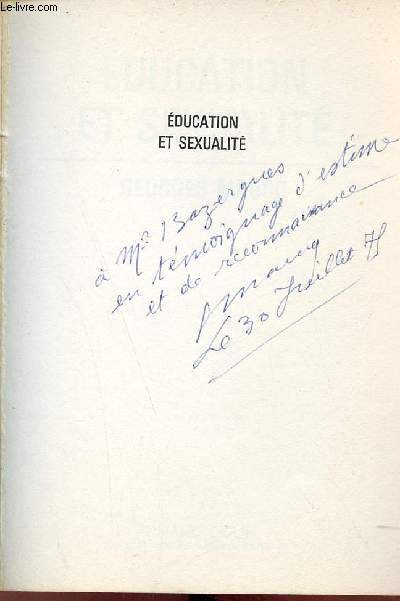 Le-livre.com
ÉDUCATION
ET SEXUALITÉ
à Mr Bazergues
en témoignage d'estime
et de reconnaissance
Le 30 Juillet 75